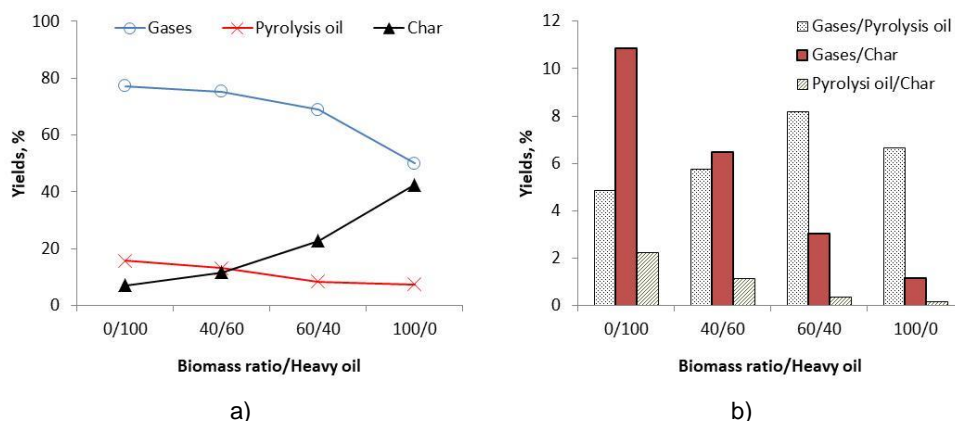 Gases Pyrolysis oil Char
100
80
60
40
20
0
Yields, %
0/100 40/60 60/40 100/0
Biomass ratio/Heavy oil
a)
Gases/Pyrolysis oil
Gases/Char
Pyrolysi oil/Char
12
10
8
6
4
2
0
Yields, %
0/100 40/60 60/40 100/0
Biomass ratio/Heavy oil
b)